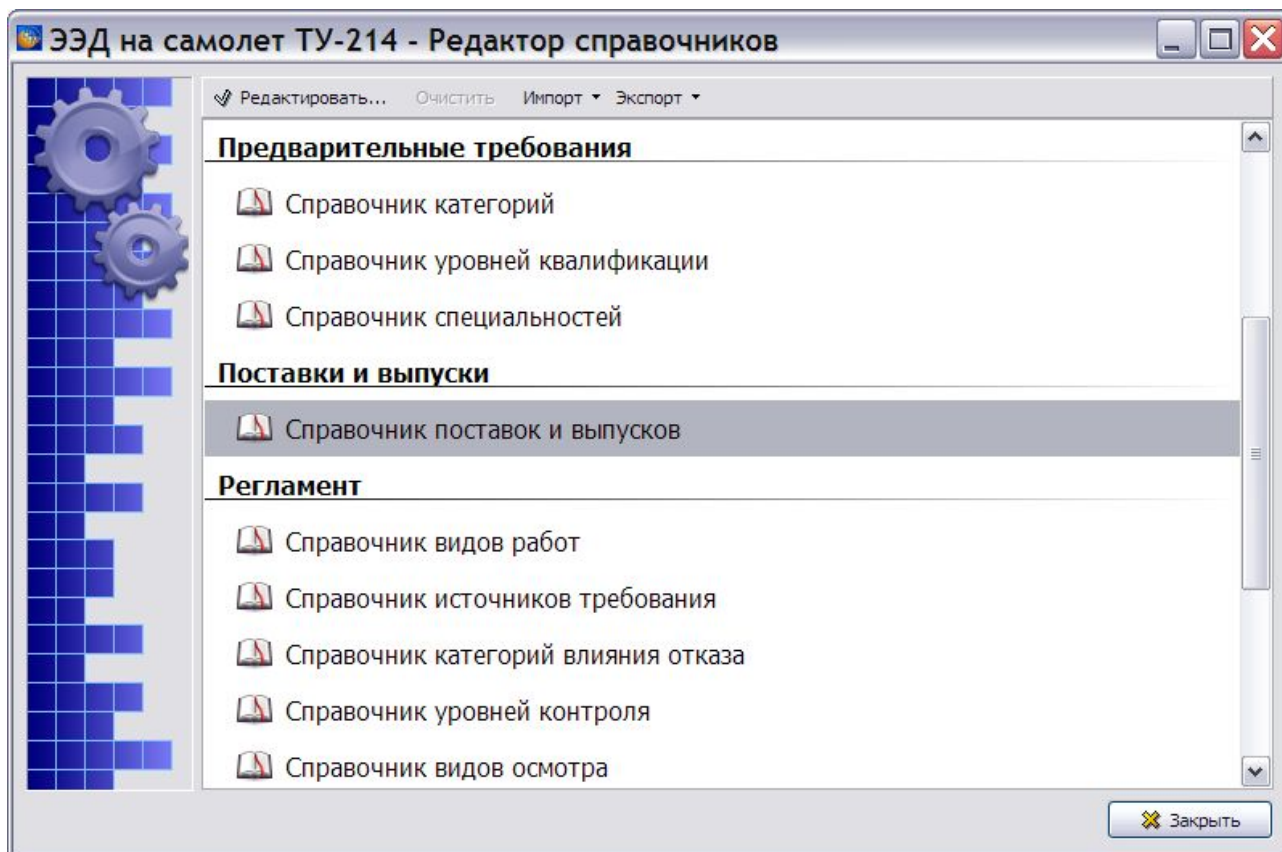 ЭЭД на самолет ТУ-214 - Редактор справочников
Редактировать... Очистить Импорт Экспорт
Предварительные требования
Справочник категорий
Справочник уровней квалификации
Справочник специальностей
Поставки и выпуски
Справочник поставок и выпусков
Регламент
Справочник видов работ
Справочник источников требования
Справочник категорий влияния отказа
Справочник уровней контроля
Справочник видов осмотра
Закрыть